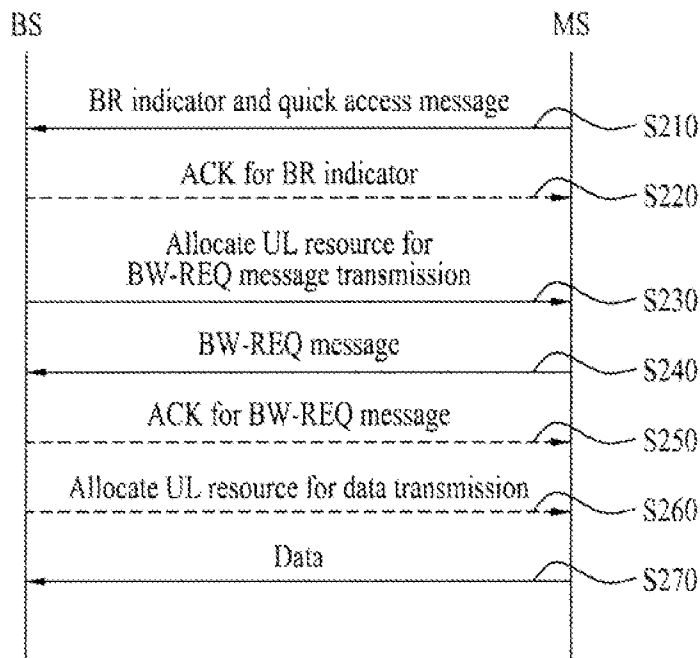 BS
MS
BR indicator and quick access message
S210
ACK for BR indicator
S220
Allocate UL resource for
BW-REQ message transmission
S230
BW-REQ message
S240
ACK for BW-REQ message
S250
Allocate UL resource for data transmission
S260
Data
S270